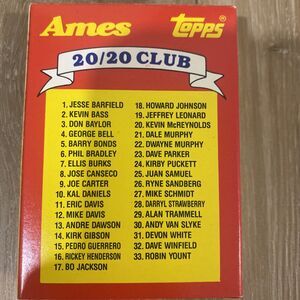 Ames topps
20/20 CLUB
1. JESSE BARFIELD
2. KEVIN BASS
3. DON BAYLOR
4. GEORGE BELL
5. BARRY BONDS
6. PHIL BRADLEY
7. ELLIS BURKS
8. JOSE CANSECO
9. JOE CARTER
10. KAL DANIELS
11. ERIC DAVIS
12. MIKE DAVIS
13. ANDRE DAWSON
14. KIRK GIBSON
15. PEDRO GUERRERO
16. RICKEY HENDERSON
17. BO JACKSON
18. HOWARD JOHNSON
19. JEFFREY LEONARD
20. KEVIN McREYNOLDS
21. DALE MURPHY
22. DWAYNE MURPHY
23. DAVE PARKER
24. KIRBY PUCKETT
25. JUAN SAMUEL
26. RYNE SANDBERG
27. MIKE SCHMIDT
28. DARRYL STRAWBERRY
29. ALAN TRAMMELL
30. ANDY VAN SLYKE
31. DEVON WHITE
32. DAVE WINFIELD
33. ROBIN YOUNT